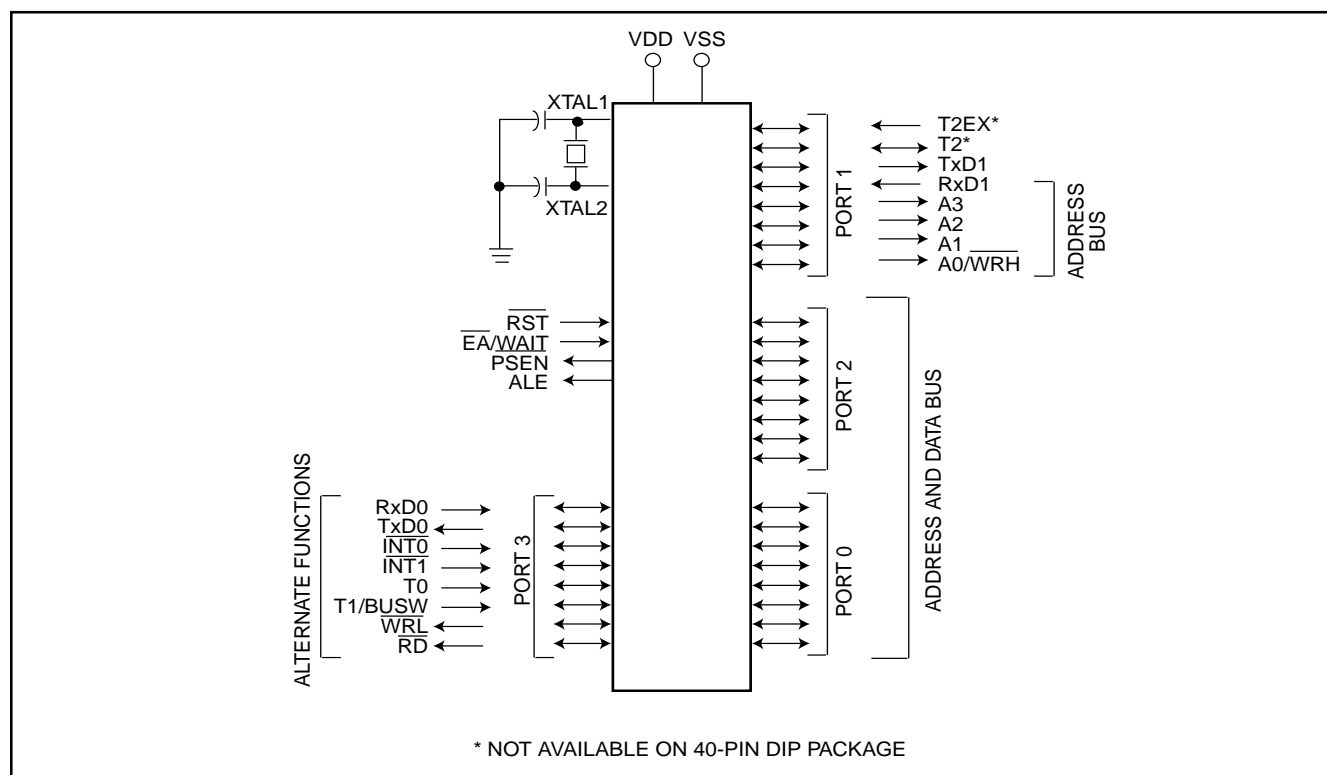 VDD VSS
XTAL1
XTAL2
T2EX*
T2*
TxD1
RxD1
A3
A2
A1
A0/WRH
PORT 1
ADDRESS
BUS
RST
EA/WAIT
PSEN
ALE
PORT 2
ADDRESS AND DATA BUS
ALTERNATE FUNCTIONS
RxD0
TxD0
INT0
INT1
T0
T1/BUSW
WRL
RD
PORT 3
PORT 0
* NOT AVAILABLE ON 40-PIN DIP PACKAGE